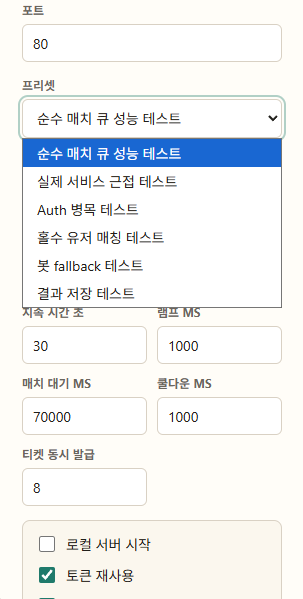 포트
80
프리셋
순수 매치 큐 성능 테스트
순수 매치 큐 성능 테스트
실제 서비스 근접 테스트
Auth 병목 테스트
홀수 유저 매칭 테스트
봇 fallback 테스트
결과 저장 테스트
지속 시간 초 램프 MS
30 1000
매치 대기 MS 쿨다운 MS
70000 1000
티켓 동시 발급
8
로컬 서버 시작
토큰 재사용